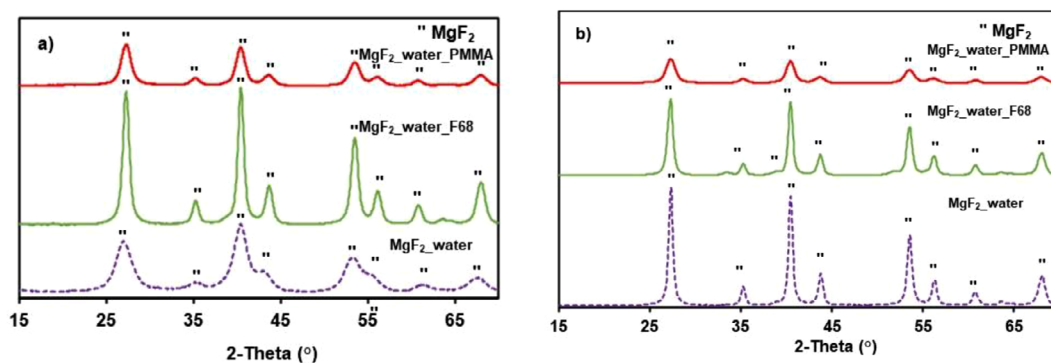 a)
" MgF₂
" " " " " " " "
MgF₂_water_PMMA
" " " " " " " "
MgF₂_water_F68
" " " " " " " "
MgF₂_water
15 25 35 45 55 65
2-Theta (°)
b)
" MgF₂
" " " " " " " "
MgF₂_water_PMMA
" " " " " " " " "
MgF₂_water_F68
" " " " " " " "
MgF₂_water
15 25 35 45 55 65
2-Theta (°)